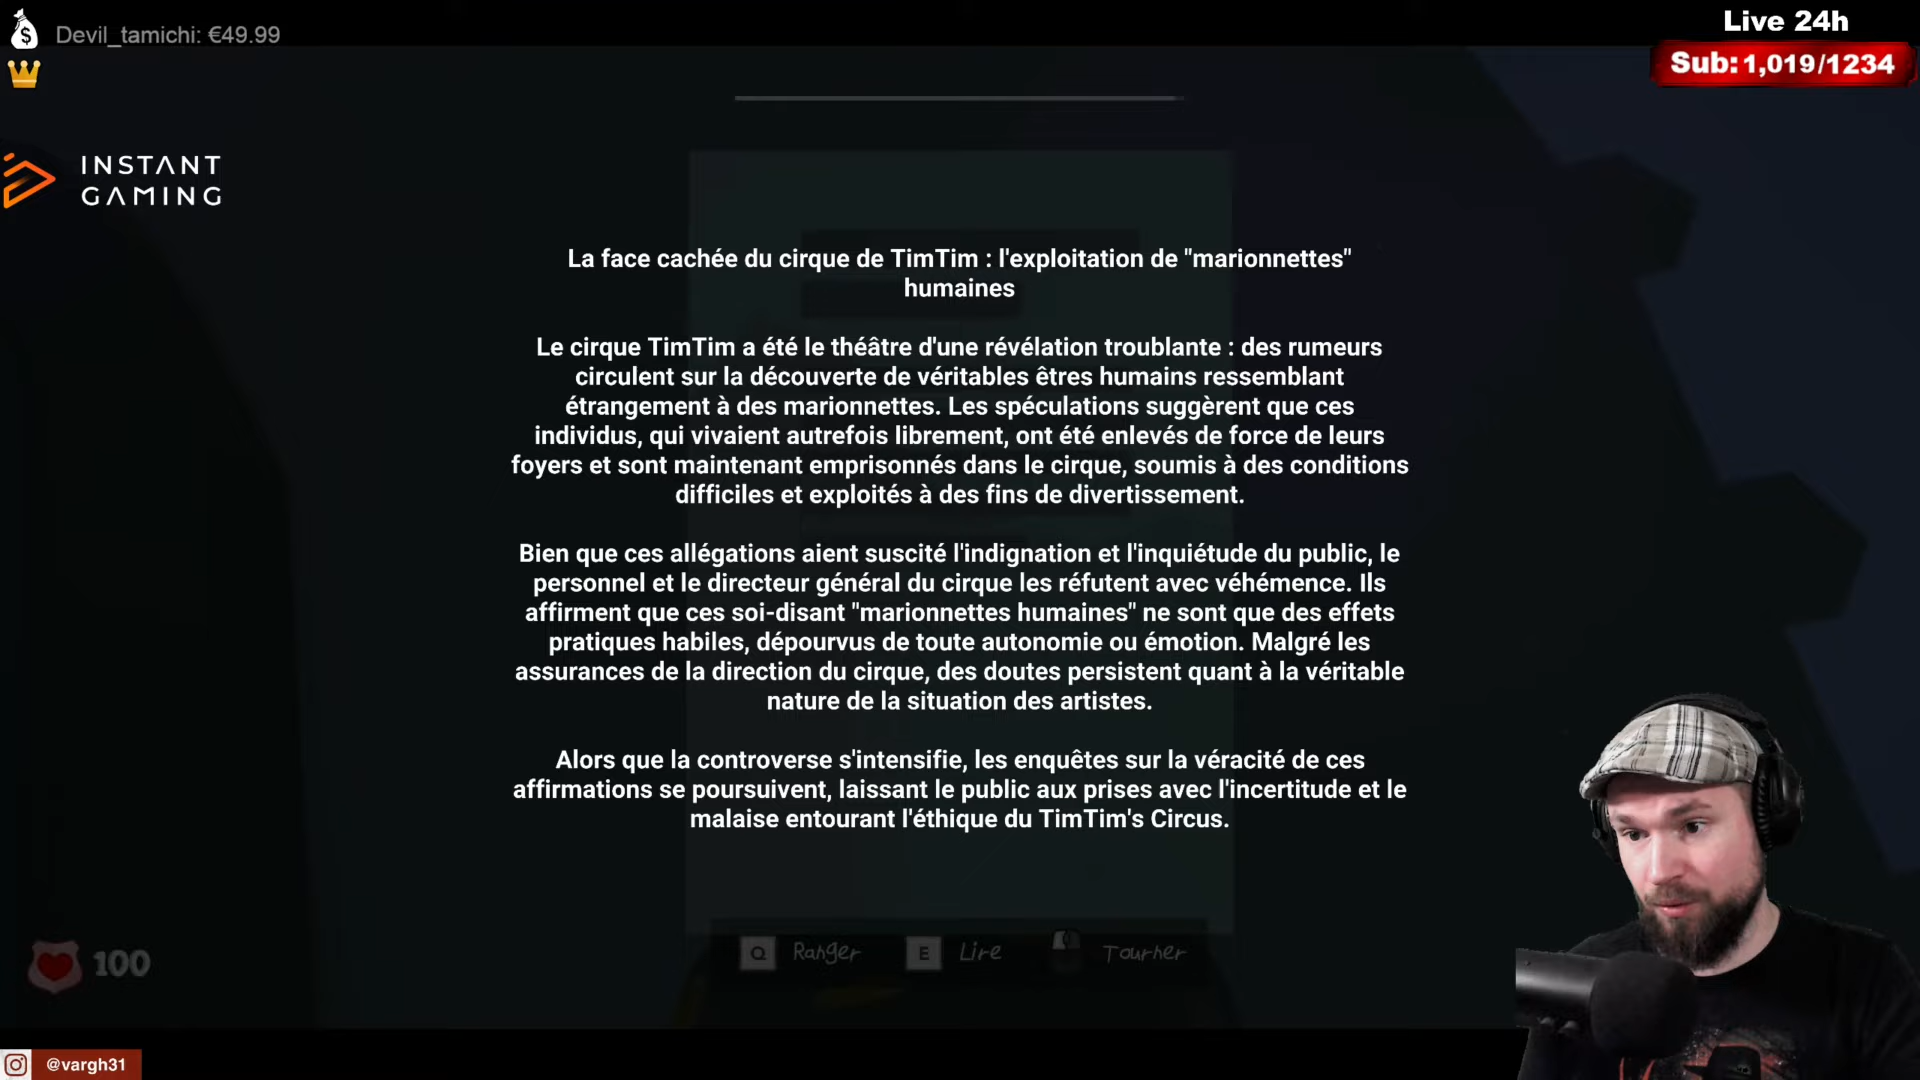 Devil_tamichi: €49.99
Live 24h
Sub: 1,019/1234
INSTANT
GAMING
La face cachée du cirque de TimTim : l'exploitation de "marionnettes"
humaines
Le cirque TimTim a été le théâtre d'une révélation troublante : des rumeurs
circulent sur la découverte de véritables êtres humains ressemblant
étrangement à des marionnettes. Les spéculations suggèrent que ces
individus, qui vivaient autrefois librement, ont été enlevés de force de leurs
foyers et sont maintenant emprisonnés dans le cirque, soumis à des conditions
difficiles et exploités à des fins de divertissement.
Bien que ces allégations aient suscité l'indignation et l'inquiétude du public, le
personnel et le directeur général du cirque les réfutent avec véhémence. Ils
affirment que ces soi-disant "marionnettes humaines" ne sont que des effets
pratiques habiles, dépourvus de toute autonomie ou émotion. Malgré les
assurances de la direction du cirque, des doutes persistent quant à la véritable
nature de la situation des artistes.
Alors que la controverse s'intensifie, les enquêtes sur la véracité de ces
affirmations se poursuivent, laissant le public aux prises avec l'incertitude et le
malaise entourant l'éthique du TimTim's Circus.
Q Ranger E Lire Tourner
100
@vargh31